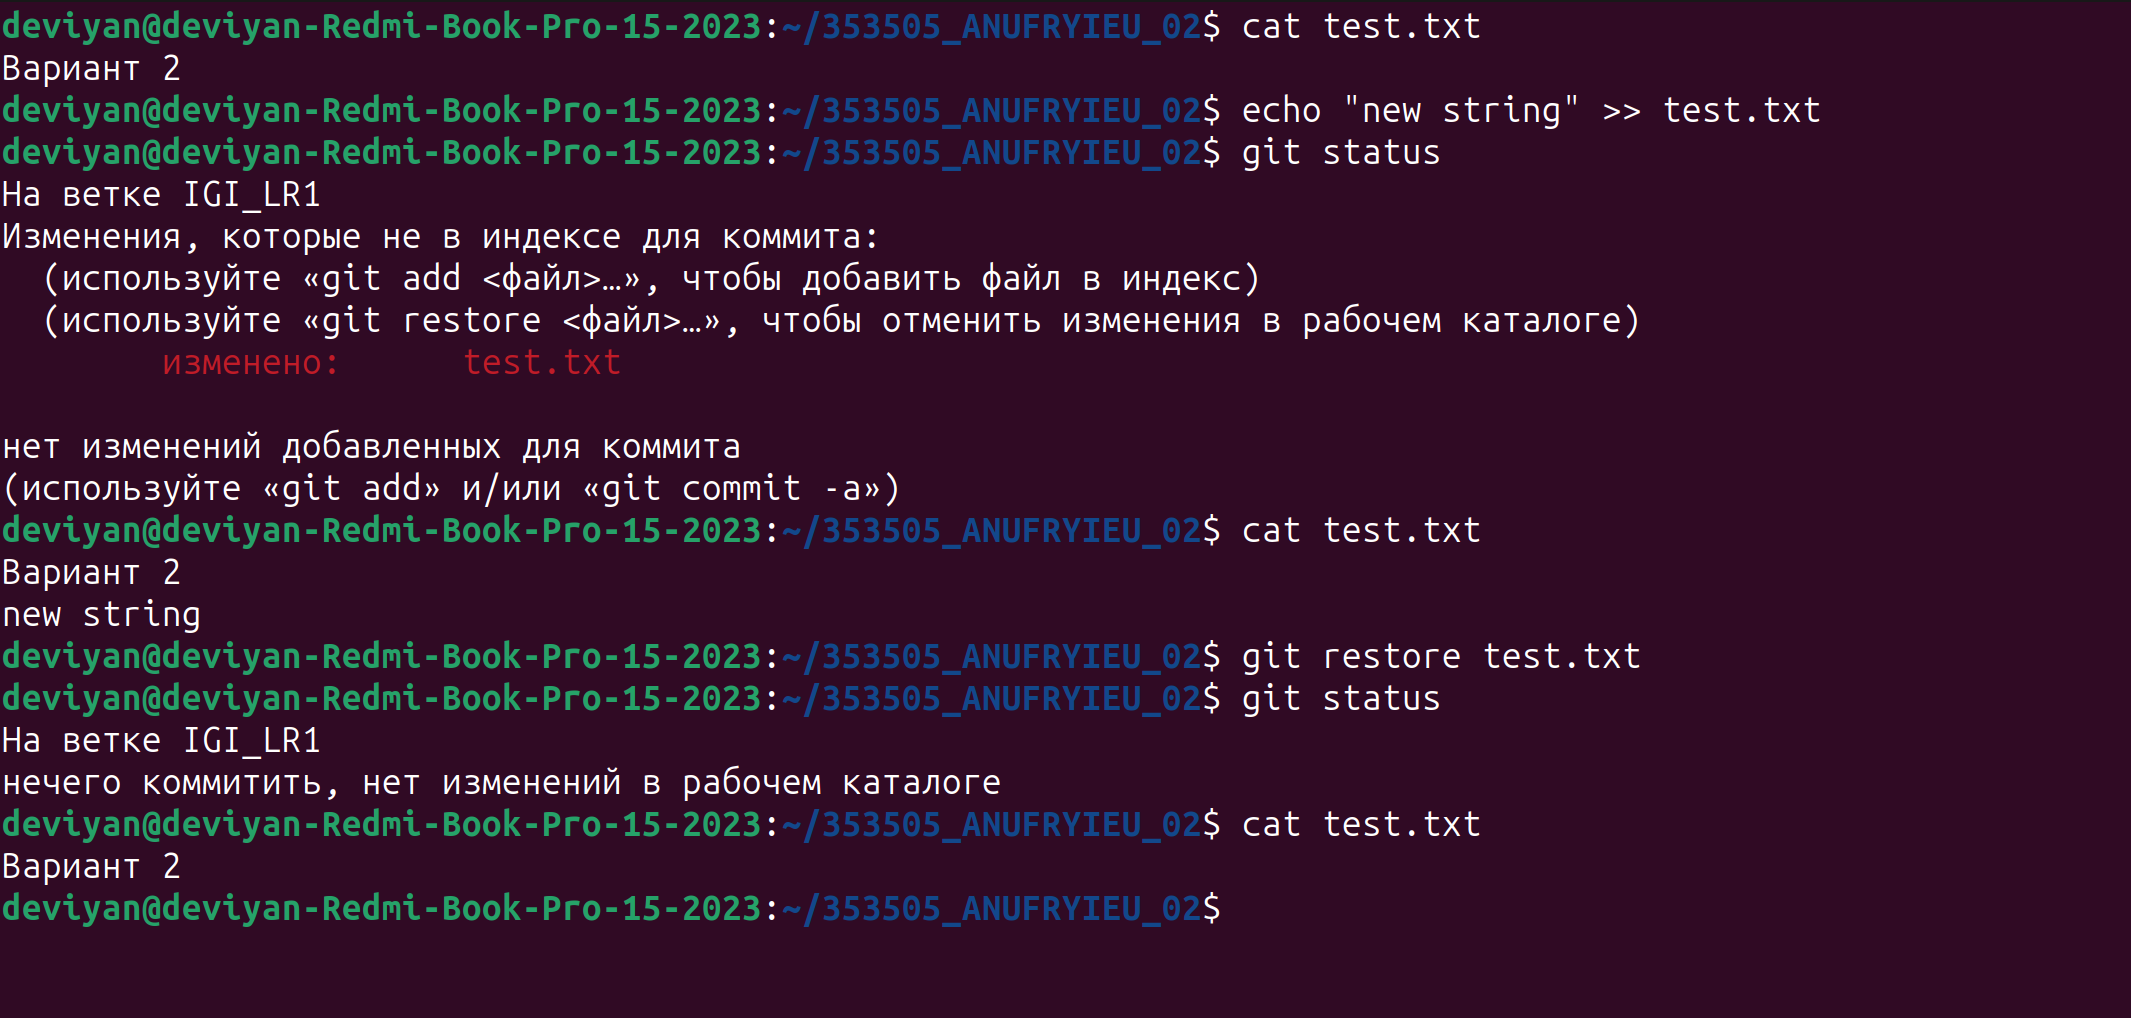 deviyan@deviyan-Redmi-Book-Pro-15-2023:~/353505_ANUFRYIEU_02$ cat test.txt
Вариант 2
deviyan@deviyan-Redmi-Book-Pro-15-2023:~/353505_ANUFRYIEU_02$ echo "new string" >> test.txt
deviyan@deviyan-Redmi-Book-Pro-15-2023:~/353505_ANUFRYIEU_02$ git status
На ветке IGI_LR1
Изменения, которые не в индексе для коммита:
  (используйте «git add <файл>…», чтобы добавить файл в индекс)
  (используйте «git restore <файл>…», чтобы отменить изменения в рабочем каталоге)
        изменено:      test.txt

нет изменений добавленных для коммита
(используйте «git add» и/или «git commit -a»)
deviyan@deviyan-Redmi-Book-Pro-15-2023:~/353505_ANUFRYIEU_02$ cat test.txt
Вариант 2
new string
deviyan@deviyan-Redmi-Book-Pro-15-2023:~/353505_ANUFRYIEU_02$ git restore test.txt
deviyan@deviyan-Redmi-Book-Pro-15-2023:~/353505_ANUFRYIEU_02$ git status
На ветке IGI_LR1
нечего коммитить, нет изменений в рабочем каталоге
deviyan@deviyan-Redmi-Book-Pro-15-2023:~/353505_ANUFRYIEU_02$ cat test.txt
Вариант 2
deviyan@deviyan-Redmi-Book-Pro-15-2023:~/353505_ANUFRYIEU_02$